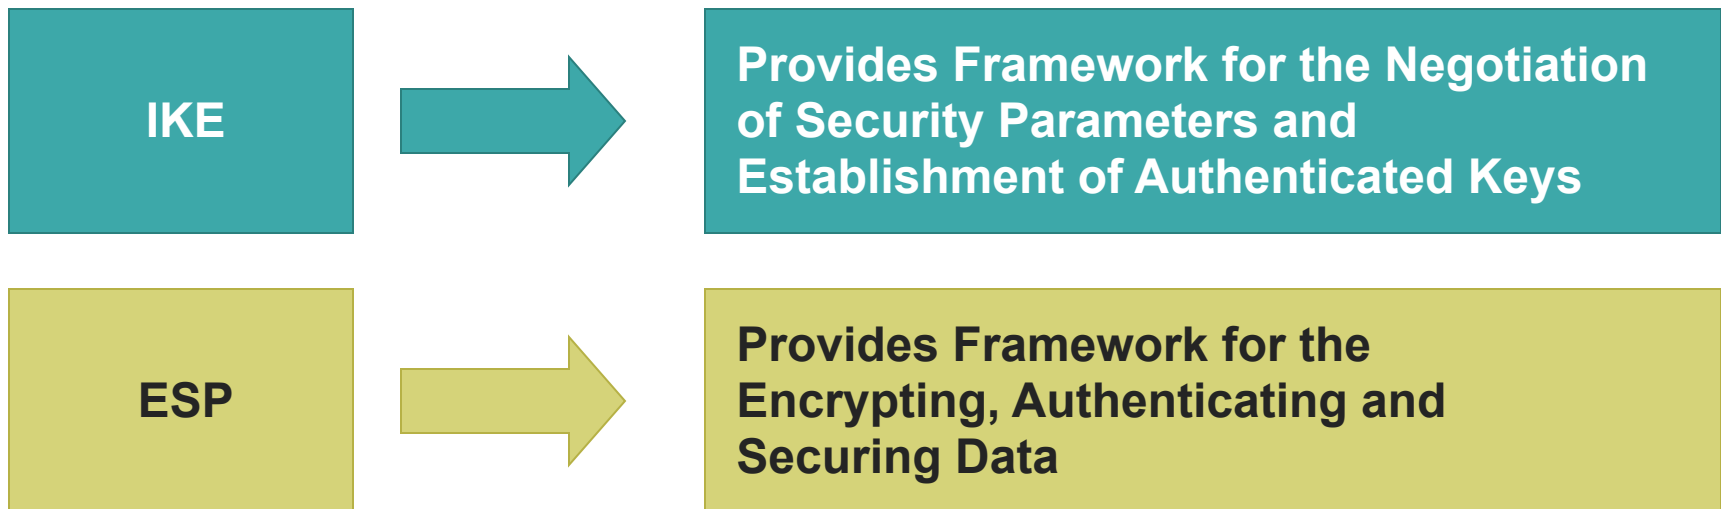 IKE
Provides Framework for the Negotiation
of Security Parameters and
Establishment of Authenticated Keys
ESP
Provides Framework for the
Encrypting, Authenticating and
Securing Data